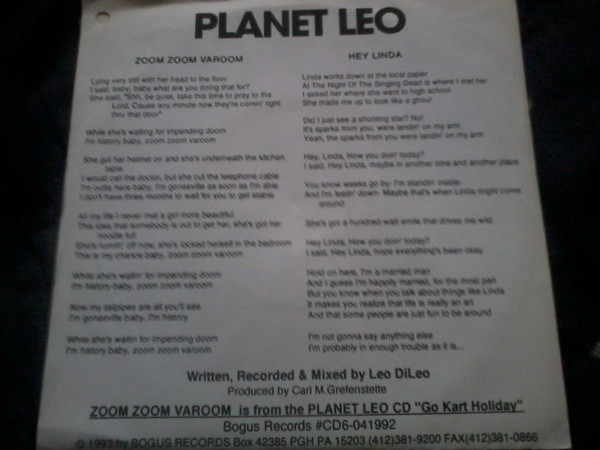 PLANET LEO
ZOOM ZOOM VAROOM
Lying very still with her head to the floor
I said, baby, baby what are you doing that for?
She said, "Shh, be quiet, take this time to pray to the
Lord, Cause any minute now they're comin' right
thru that door"
While she's waiting for impending doom
I'm history baby, zoom zoom varoom
She got her helmet on and she's underneath the kitchen
table
I would call the doctor, but she cut the telephone cable
I'm outta here baby, I'm gonesville as soon as I'm able
I don't have three months to wait for you to get stable
All my life I never met a girl more beautiful
This idea that somebody is out to get her, she's got her
noodle full
She's runnin' off now, she's locked herself in the bedroom
This is my chance baby, zoom zoom varoom
While she's waitin' for impending doom
I'm history baby, zoom zoom varoom
Now my tailpipes are all you'll see
I'm gonesville baby, I'm history
While she's waitin' for impending doom
I'm history baby, zoom zoom varoom
HEY LINDA
Linda works down at the local paper
At The Night Of The Singing Dead is where I met her
I asked her where she went to high school
She made me up to look like a ghoul
Did I just see a shooting star? No!
It's sparks from you, were landin' on my arm
Yeah, the sparks from you, were landin' on my arm
Hey, Linda, How you doin' today?
I said, Hey Linda, maybe in another time and another place
You know weeks go by- I'm standin' inside
And I'm leanin' down- Maybe that's when Linda might come
around
She's got a hundred-watt smile that drives me wild
Hey Linda, How you doin' today?
I said, Hey Linda, hope everything's been okay
Hold on here, I'm a married man
And I guess I'm happily married, for the most part
But you know when you talk about things like Linda
It makes you realize that life is really an art
And that some people are just fun to be around
I'm not gonna say anything else
I'm probably in enough trouble as it is...
Written, Recorded & Mixed by Leo DiLeo
Produced by Carl M.Grefenstette
ZOOM ZOOM VAROOM is from the PLANET LEO CD "Go Kart Holiday"
Bogus Records #CD6-041992
© 1993 by BOGUS RECORDS Box 42385 PGH PA 15203 (412)381-9200 FAX(412)381-0866